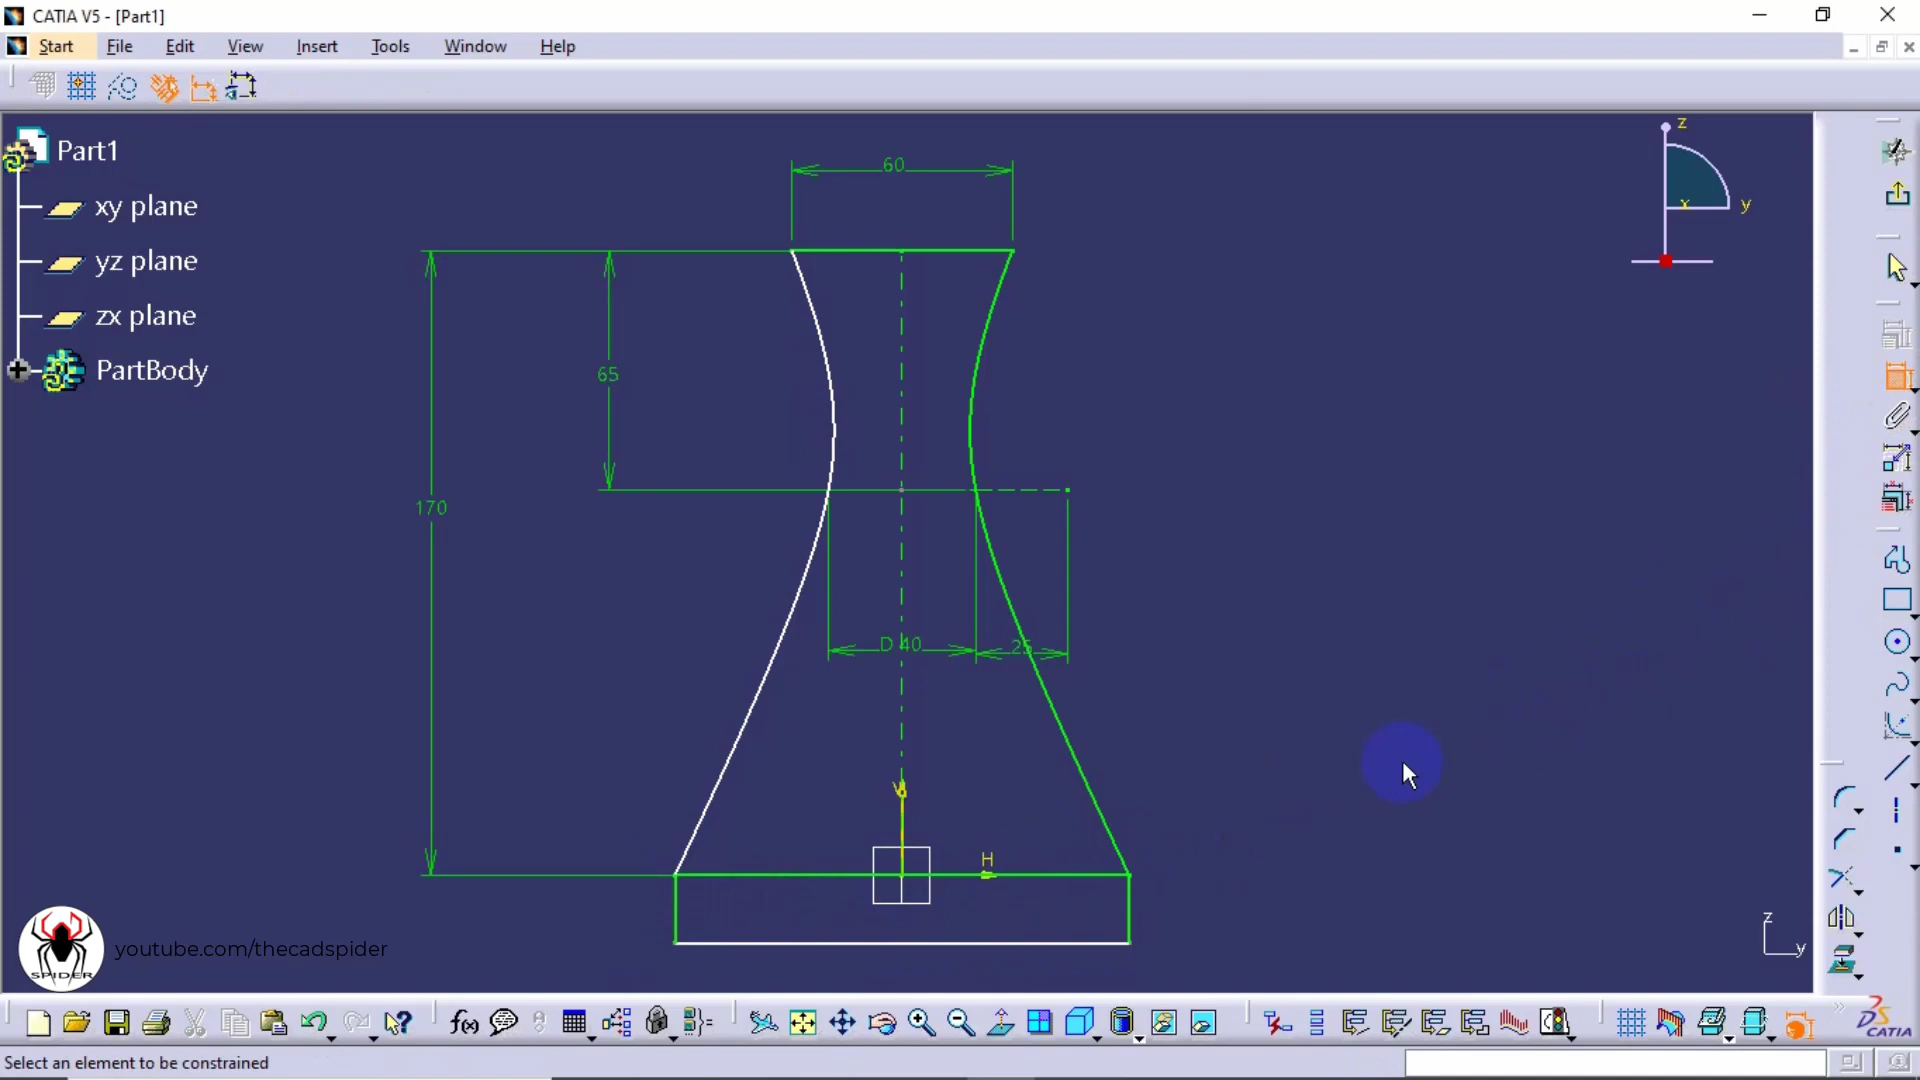 CATIA V5 - [Part1]
Start File Edit View Insert Tools Window Help
Part1
xy plane
yz plane
zx plane
PartBody
z
x
y
60
65
170
D 40
25
V
H
z
y
SPIDER
youtube.com/thecadspider
f(x)
CATIA
Select an element to be constrained